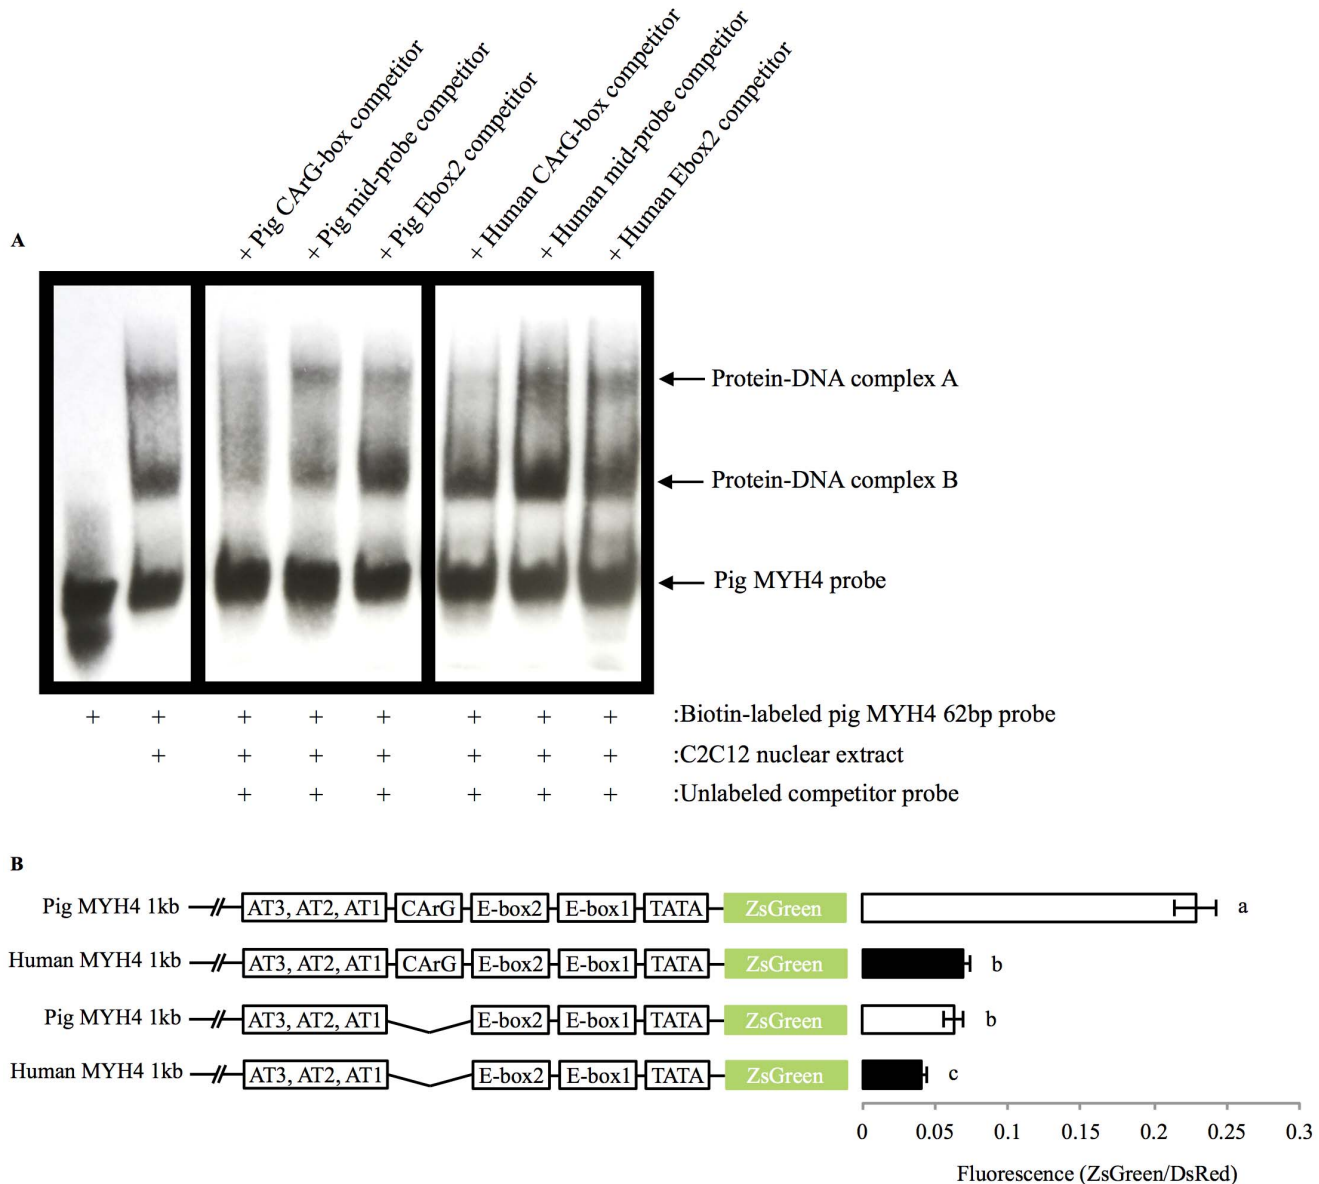 + Pig CArG-box competitor
+ Pig mid-probe competitor
+ Pig Ebox2 competitor
+ Human CArG-box competitor
+ Human mid-probe competitor
+ Human Ebox2 competitor
A
Protein-DNA complex A
Protein-DNA complex B
Pig MYH4 probe
+ + + + + + + + :Biotin-labeled pig MYH4 62bp probe
+ + + + + + + :C2C12 nuclear extract
+ + + + + + :Unlabeled competitor probe
B
Pig MYH4 1kb AT3, AT2, AT1 CArG E-box2 E-box1 TATA ZsGreen a
Human MYH4 1kb AT3, AT2, AT1 CArG E-box2 E-box1 TATA ZsGreen b
Pig MYH4 1kb AT3, AT2, AT1 E-box2 E-box1 TATA ZsGreen b
Human MYH4 1kb AT3, AT2, AT1 E-box2 E-box1 TATA ZsGreen c
0 0.05 0.1 0.15 0.2 0.25 0.3
Fluorescence (ZsGreen/DsRed)